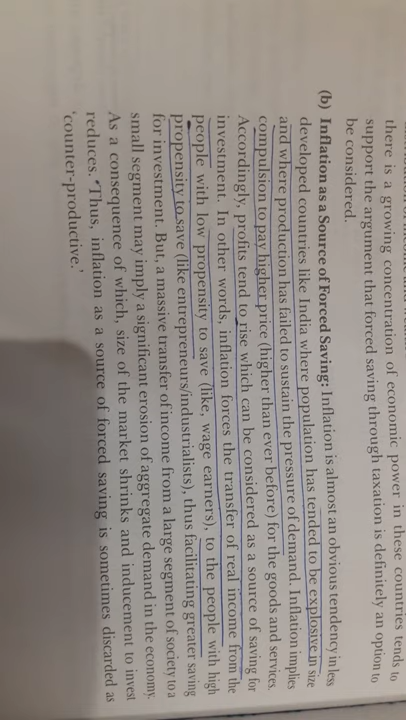 there is a growing concentration of economic power in these countries tends to
support the argument that forced saving through taxation is definitely an option to
be considered.
(b) Inflation as a Source of Forced Saving: Inflation is almost an obvious tendency in less
developed countries like India where population has tended to be explosive in size
and where production has failed to sustain the pressure of demand. Inflation implies
compulsion to pay higher price (higher than ever before) for the goods and services.
Accordingly, profits tend to rise which can be considered as a source of saving for
investment. In other words, inflation forces the transfer of real income from the
people with low propensity to save (like, wage earners), to the people with high
propensity to save (like entrepreneurs/industrialists), thus facilitating greater saving
for investment. But, a massive transfer of income from a large segment of society to a
small segment may imply a significant erosion of aggregate demand in the economy.
As a consequence of which, size of the market shrinks and inducement to invest
reduces. Thus, inflation as a source of forced saving is sometimes discarded as
'counter-productive.'